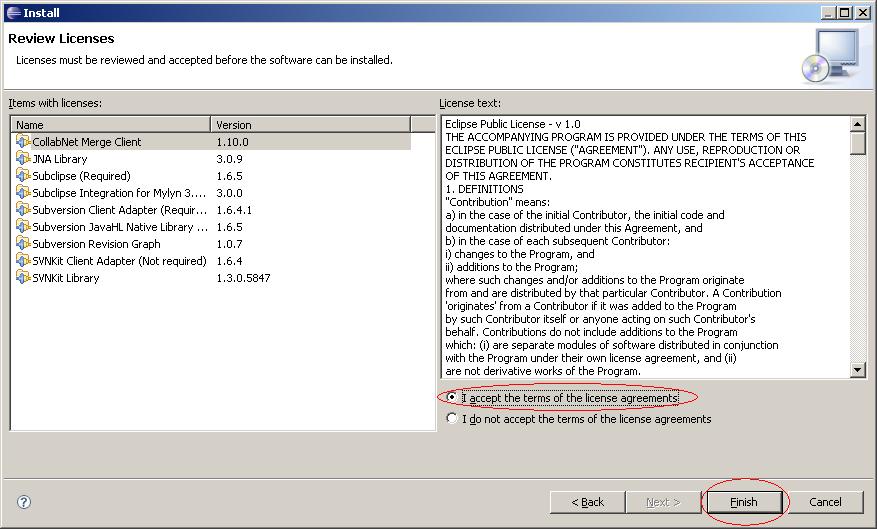 Install
Review Licenses
Licenses must be reviewed and accepted before the software can be installed.
Items with licenses:
Name Version
CollabNet Merge Client 1.10.0
JNA Library 3.0.9
Subclipse (Required) 1.6.5
Subclipse Integration for Mylyn 3.... 3.0.0
Subversion Client Adapter (Requir... 1.6.4.1
Subversion JavaHL Native Library ... 1.6.5
Subversion Revision Graph 1.0.7
SVNKit Client Adapter (Not required) 1.6.4
SVNKit Library 1.3.0.5847
License text:
Eclipse Public License - v 1.0
THE ACCOMPANYING PROGRAM IS PROVIDED UNDER THE TERMS OF THIS
ECLIPSE PUBLIC LICENSE ("AGREEMENT"). ANY USE, REPRODUCTION OR
DISTRIBUTION OF THE PROGRAM CONSTITUTES RECIPIENT'S ACCEPTANCE
OF THIS AGREEMENT.
1. DEFINITIONS
"Contribution" means:
a) in the case of the initial Contributor, the initial code and
documentation distributed under this Agreement, and
b) in the case of each subsequent Contributor:
i) changes to the Program, and
ii) additions to the Program;
where such changes and/or additions to the Program originate
from and are distributed by that particular Contributor. A Contribution
'originates' from a Contributor if it was added to the Program
by such Contributor itself or anyone acting on such Contributor's
behalf. Contributions do not include additions to the Program
which: (i) are separate modules of software distributed in conjunction
with the Program under their own license agreement, and (ii)
are not derivative works of the Program.
I accept the terms of the license agreements
I do not accept the terms of the license agreements
?
< Back
Next >
Finish
Cancel